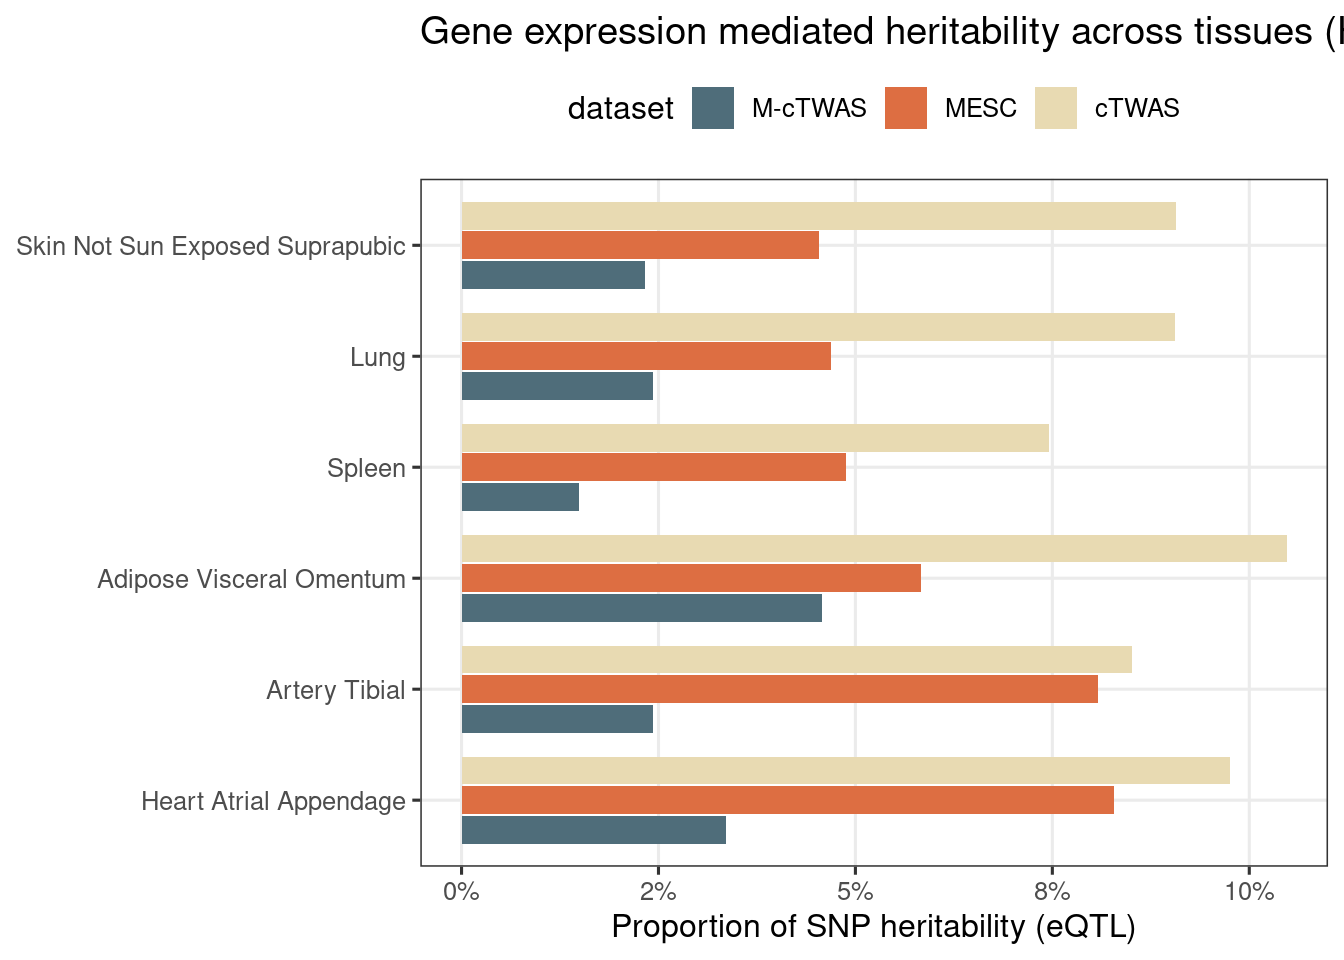 Gene expression mediated heritability across tissues (
dataset M-cTWAS MESC cTWAS
Skin Not Sun Exposed Suprapubic
Lung
Spleen
Adipose Visceral Omentum
Artery Tibial
Heart Atrial Appendage
0% 2% 5% 8% 10%
Proportion of SNP heritability (eQTL)